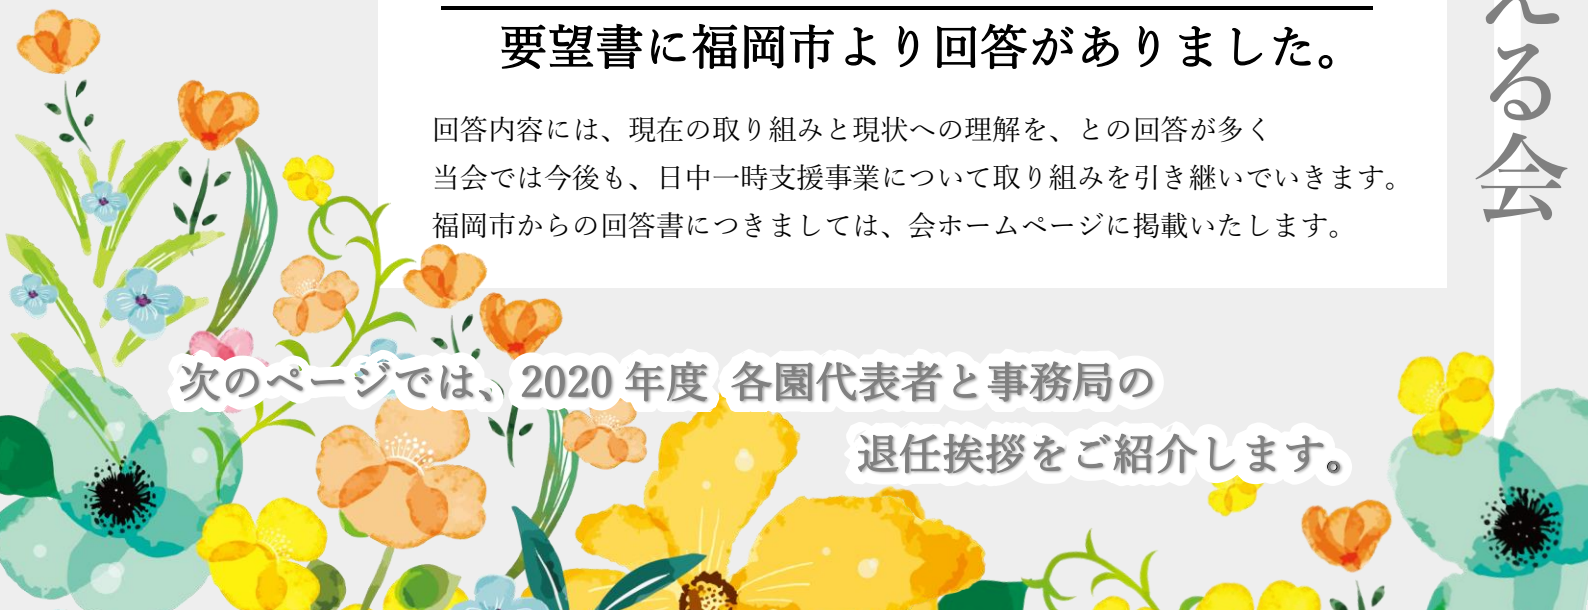 要望書に福岡市より回答がありました。
回答内容には、現在の取り組みと現状への理解を、との回答が多く
当会では今後も、日中一時支援事業について取り組みを引き継いでいきます。
福岡市からの回答書につきましては、会ホームページに掲載いたします。
える会
次のページでは、2020 年度 各園代表者と事務局の
退任挨拶をご紹介します。